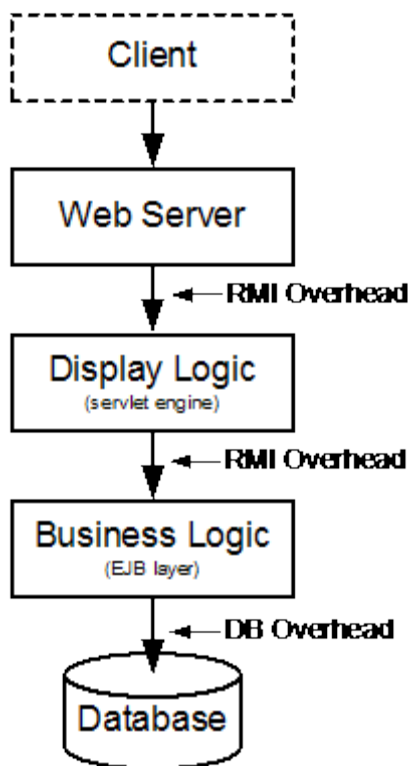 Client
Web Server
RMI Overhead
Display Logic
(servlet engine)
RMI Overhead
Business Logic
(EJB layer)
DB Overhead
Database